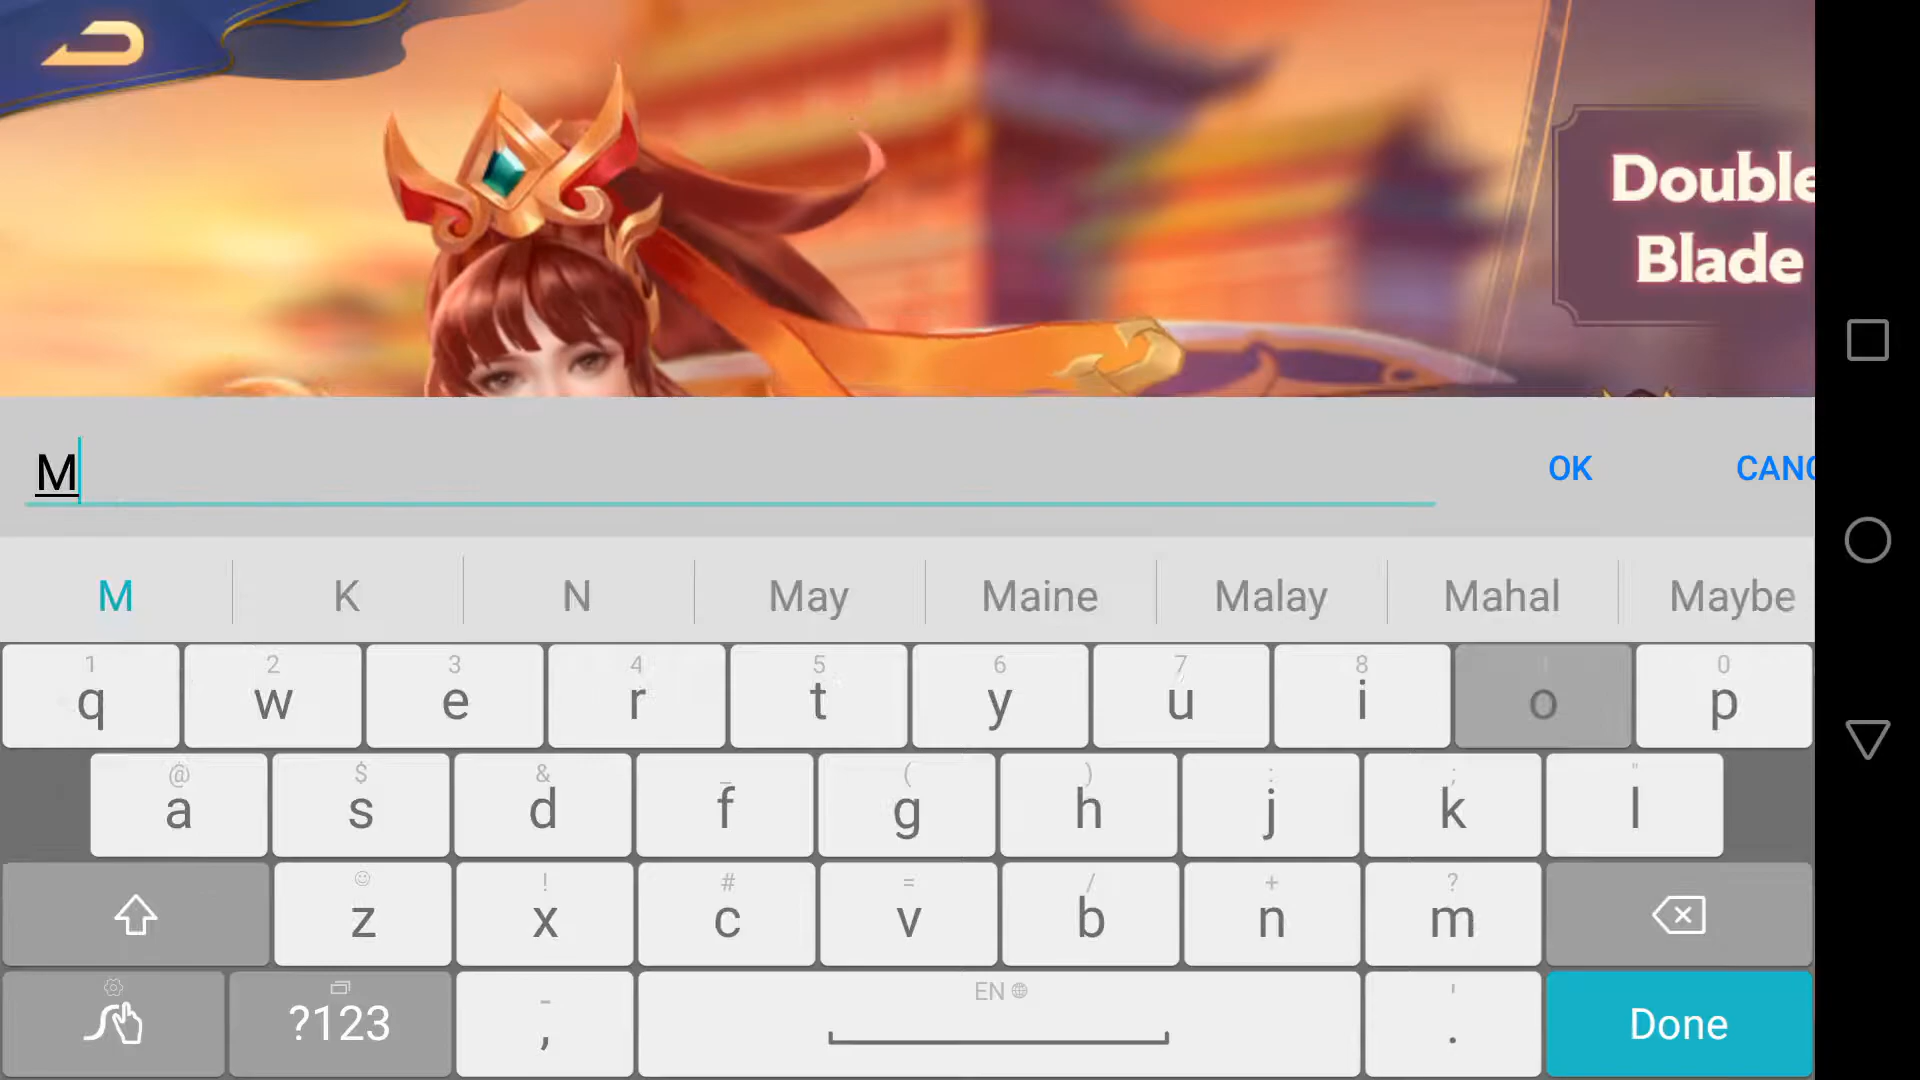 Double
Blade
M
OK
CANC
M K N May Maine Malay Mahal Maybe
1 2 3 4 5 6 7 8 0
q w e r t y u i o p
@ $ & _ ( ) : ; "
a s d f g h j k l
! # = / + ?
z x c v b n m
- EN '
?123 , . Done